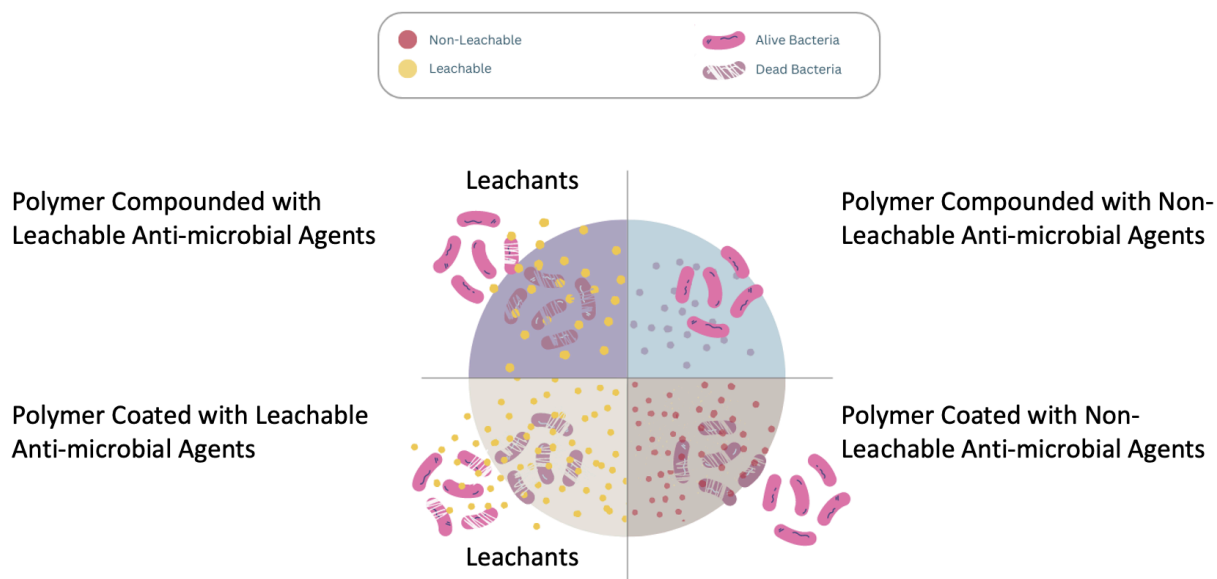 Non-Leachable
Leachable
Alive Bacteria
Dead Bacteria
Leachants
Polymer Compounded with
Leachable Anti-microbial Agents
Polymer Compounded with Non-
Leachable Anti-microbial Agents
Polymer Coated with Leachable
Anti-microbial Agents
Polymer Coated with Non-
Leachable Anti-microbial Agents
Leachants